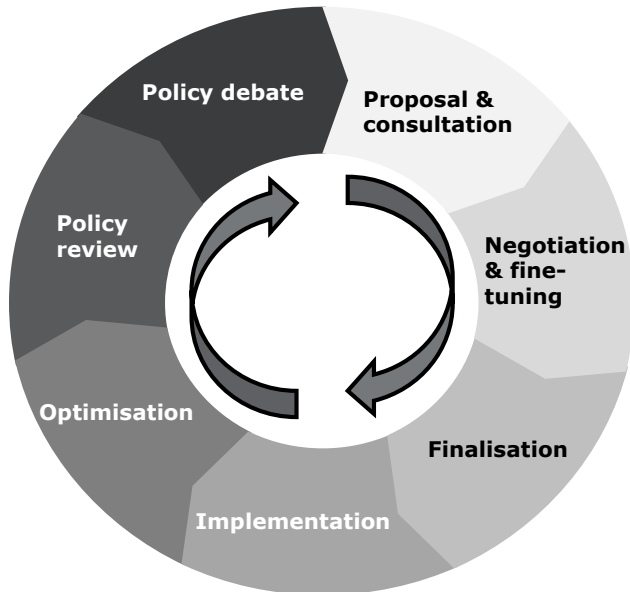 Policy debate
Proposal &
consultation
Negotiation
& fine-
tuning
Finalisation
Implementation
Optimisation
Policy
review